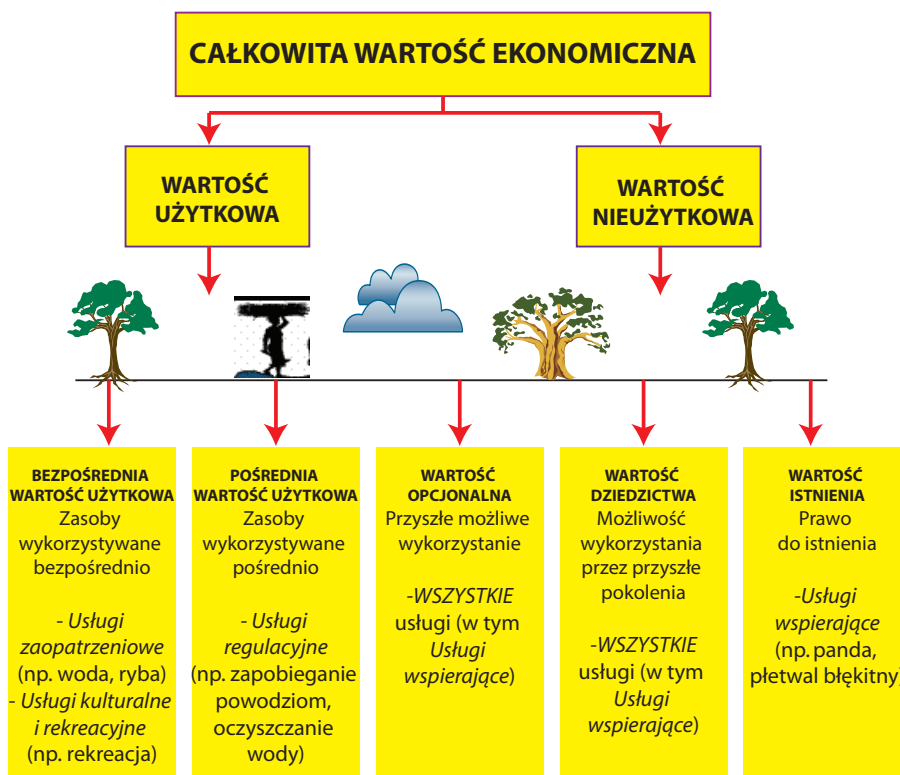 CAŁKOWITA WARTOŚĆ EKONOMICZNA
WARTOŚĆ
UŻYTKOWA
WARTOŚĆ
NIEUŻYTKOWA
BEZPOŚREDNIA
WARTOŚĆ UŻYTKOWA
Zasoby
wykorzystywane
bezpośrednio
- Usługi
zaopatrzeniowe
(np. woda, ryba)
- Usługi kulturalne
i rekreacyjne
(np. rekreacja)
POŚREDNIA
WARTOŚĆ UŻYTKOWA
Zasoby
wykorzystywane
pośrednio
- Usługi
regulacyjne
(np. zapobieganie
powodziom,
oczyszczanie
wody)
WARTOŚĆ
OPCJONALNA
Przyszłe możliwe
wykorzystanie
-WSZYSTKIE
usługi (w tym
Usługi
wspierające)
WARTOŚĆ
DZIEDZICTWA
Możliwość
wykorzystania
przez przyszłe
pokolenia
-WSZYSTKIE
usługi (w tym
Usługi
wspierające)
WARTOŚĆ
ISTNIENIA
Prawo
do istnienia
-Usługi
wspierające
(np. panda,
płetwal błękitny)